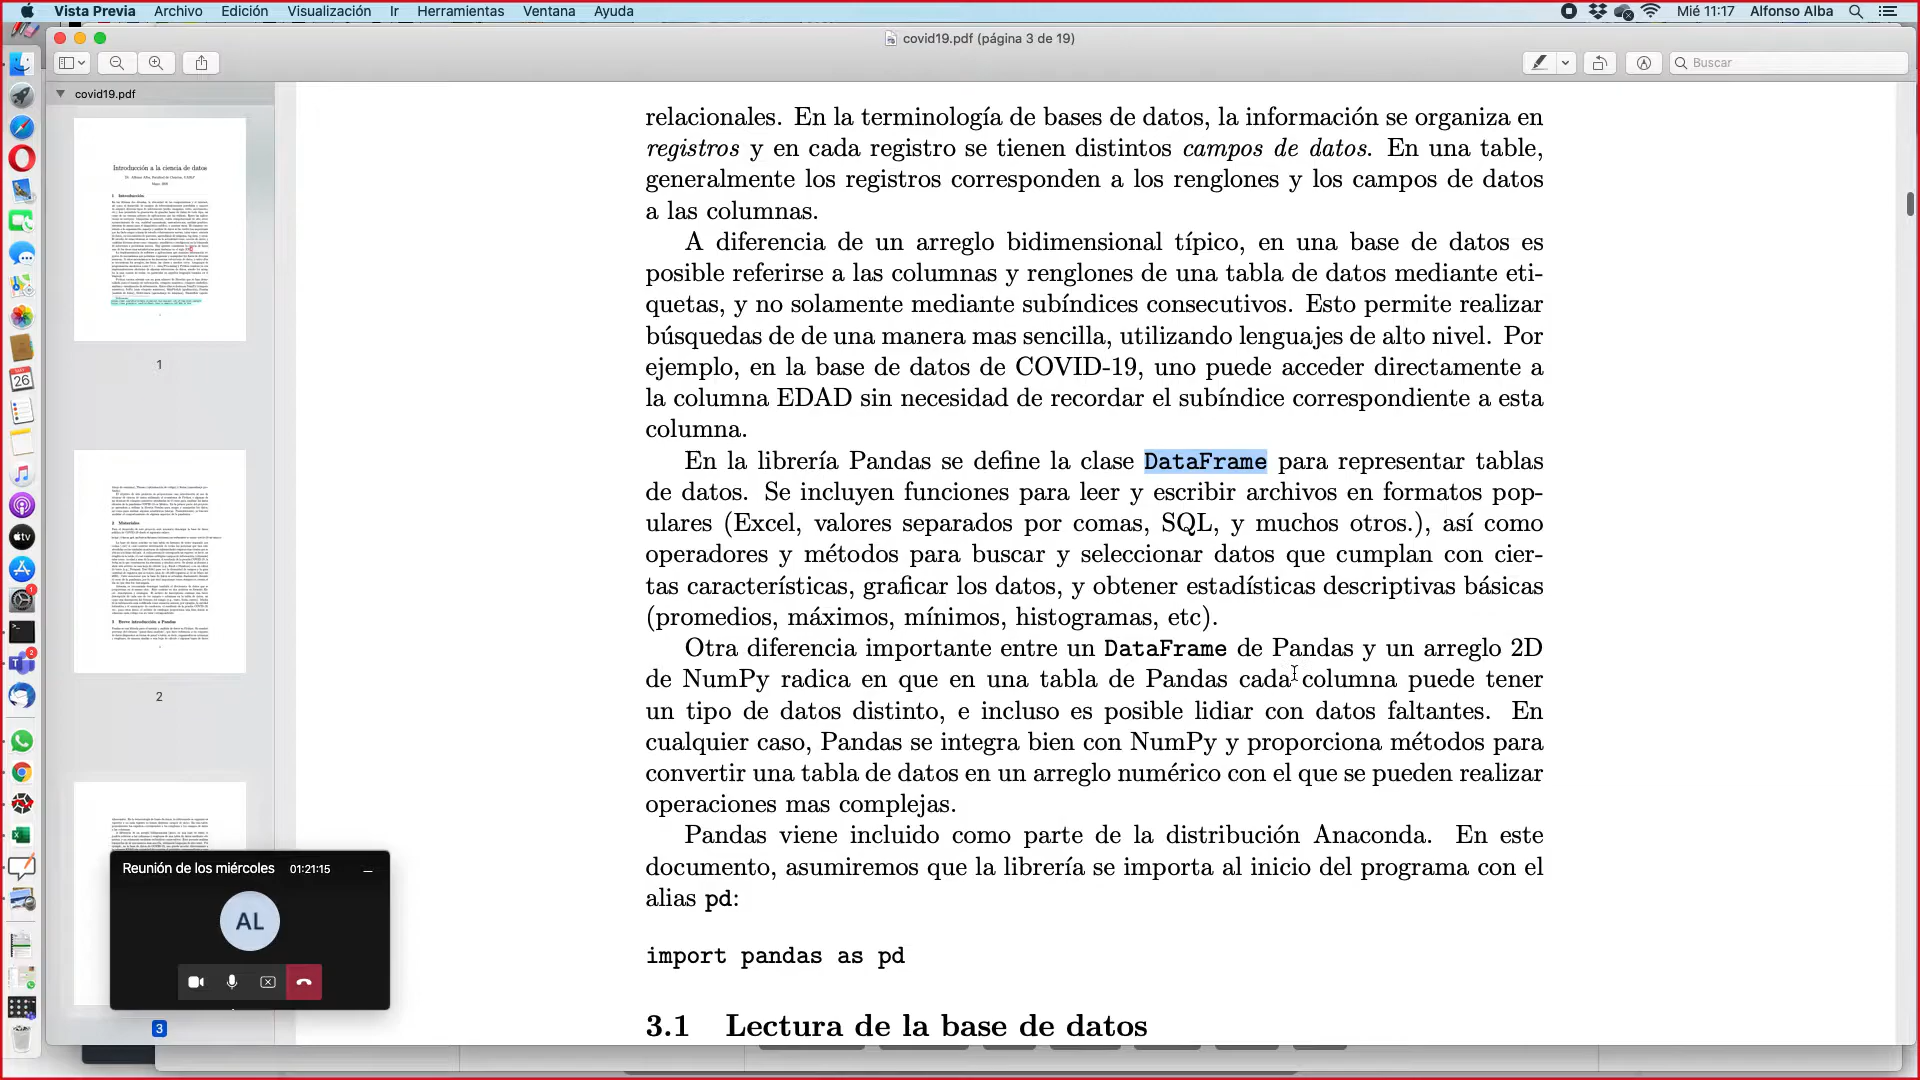 Vista Previa Archivo Edición Visualización Ir Herramientas Ventana Ayuda Mié 11:17 Alfonso Alba
covid19.pdf (página 3 de 19)
Buscar
covid19.pdf
Introducción a la ciencia de datos
1
2
3
relacionales. En la terminología de bases de datos, la información se organiza en
registros y en cada registro se tienen distintos campos de datos. En una table,
generalmente los registros corresponden a los renglones y los campos de datos
a las columnas.
A diferencia de un arreglo bidimensional típico, en una base de datos es
posible referirse a las columnas y renglones de una tabla de datos mediante eti-
quetas, y no solamente mediante subíndices consecutivos. Esto permite realizar
búsquedas de de una manera mas sencilla, utilizando lenguajes de alto nivel. Por
ejemplo, en la base de datos de COVID-19, uno puede acceder directamente a
la columna EDAD sin necesidad de recordar el subíndice correspondiente a esta
columna.
En la librería Pandas se define la clase DataFrame para representar tablas
de datos. Se incluyen funciones para leer y escribir archivos en formatos pop-
ulares (Excel, valores separados por comas, SQL, y muchos otros.), así como
operadores y métodos para buscar y seleccionar datos que cumplan con cier-
tas características, graficar los datos, y obtener estadísticas descriptivas básicas
(promedios, máximos, mínimos, histogramas, etc).
Otra diferencia importante entre un DataFrame de Pandas y un arreglo 2D
de NumPy radica en que en una tabla de Pandas cada columna puede tener
un tipo de datos distinto, e incluso es posible lidiar con datos faltantes. En
cualquier caso, Pandas se integra bien con NumPy y proporciona métodos para
convertir una tabla de datos en un arreglo numérico con el que se pueden realizar
operaciones mas complejas.
Pandas viene incluido como parte de la distribución Anaconda. En este
documento, asumiremos que la librería se importa al inicio del programa con el
alias pd:
import pandas as pd
3.1 Lectura de la base de datos
Reunión de los miércoles 01:21:15
AL